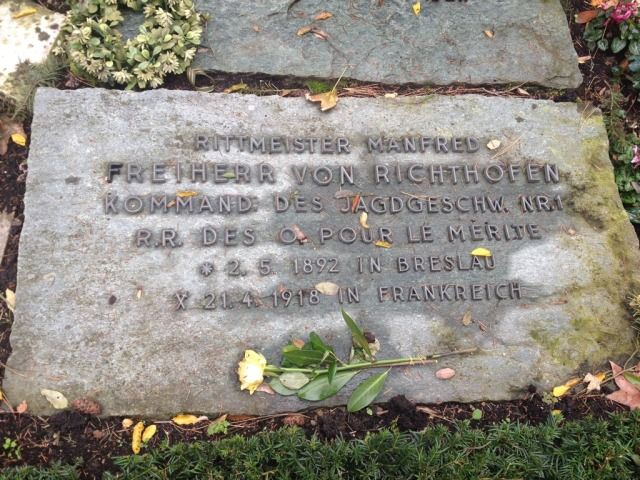 RITTMEISTER MANFRED
FREIHERR VON RICHTHOFEN
KOMMAND. DES JAGDGESCHW. NR.1
R.R. DES O. POUR LE MERITE
* 2. 5. 1892 IN BRESLAU
X 21. 4. 1918 IN FRANKREICH